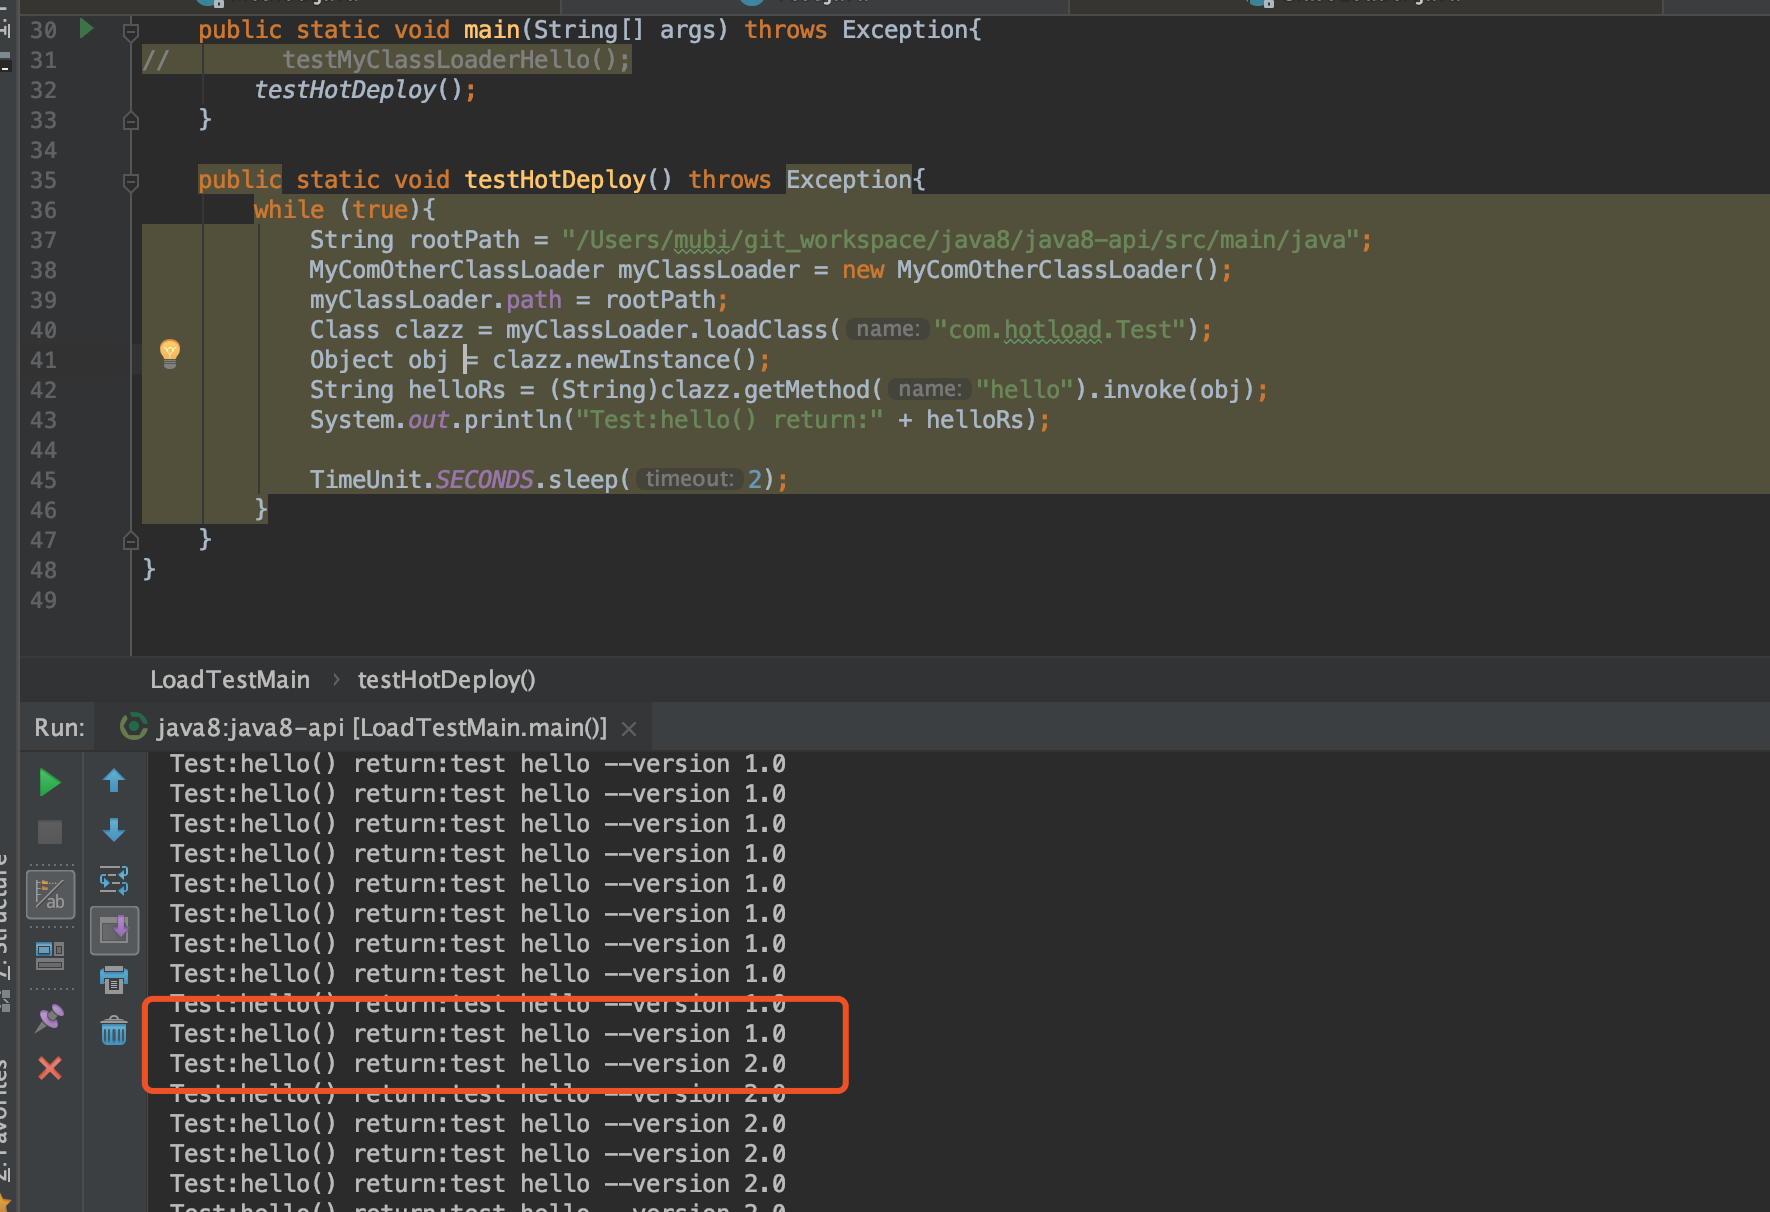 30 public static void main(String[] args) throws Exception{
31 // testMyClassLoaderHello();
32 testHotDeploy();
33 }
34
35 public static void testHotDeploy() throws Exception{
36 while (true){
37 String rootPath = "/Users/mubi/git_workspace/java8/java8-api/src/main/java";
38 MyComOtherClassLoader myClassLoader = new MyComOtherClassLoader();
39 myClassLoader.path = rootPath;
40 Class clazz = myClassLoader.loadClass( name: "com.hotload.Test");
41 Object obj = clazz.newInstance();
42 String helloRs = (String)clazz.getMethod( name: "hello").invoke(obj);
43 System.out.println("Test:hello() return:" + helloRs);
44
45 TimeUnit.SECONDS.sleep( timeout: 2);
46 }
47 }
48 }
49
LoadTestMain › testHotDeploy()
Run: java8:java8-api [LoadTestMain.main()] ×
Test:hello() return:test hello --version 1.0
Test:hello() return:test hello --version 1.0
Test:hello() return:test hello --version 1.0
Test:hello() return:test hello --version 1.0
Test:hello() return:test hello --version 1.0
Test:hello() return:test hello --version 1.0
Test:hello() return:test hello --version 1.0
Test:hello() return:test hello --version 1.0
Test:hello() return:test hello --version 1.0
Test:hello() return:test hello --version 1.0
Test:hello() return:test hello --version 2.0
Test:hello() return:test hello --version 2.0
Test:hello() return:test hello --version 2.0
Test:hello() return:test hello --version 2.0
Test:hello() return:test hello --version 2.0
Test:hello() return:test hello --version 2.0
7: Structure
2: Favorites